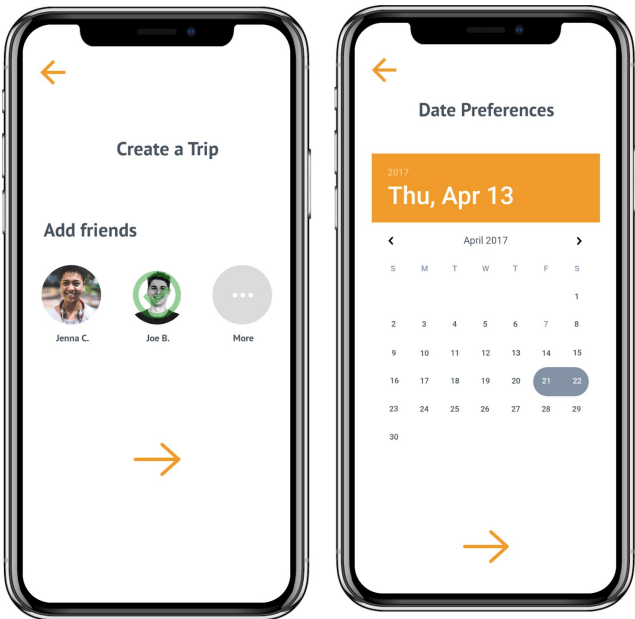 Create a Trip
Add friends
Jenna C.
Joe B.
More
Date Preferences
2017
Thu, Apr 13
April 2017
S M T W T F S
1
2 3 4 5 6 7 8
9 10 11 12 13 14 15
16 17 18 19 20 21 22
23 24 25 26 27 28 29
30